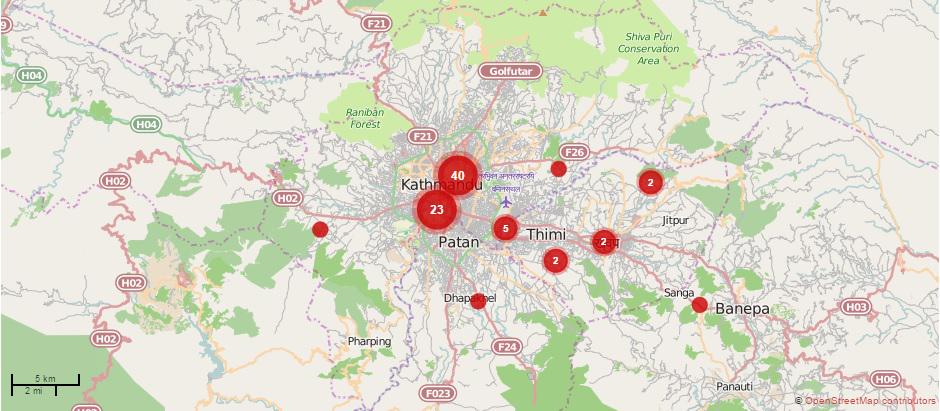 F21
9
Shiva Puri
Conservation
Area
H04
Golfutar
Raniban
Forest
H04
F21
F26
H02
40
Kathmandu
2
H02
23
Jitpur
5
Thimi
2
Patan
2
H02
Sanga
Dhapakhel
Banepa
H03
H02
Pharping
F24
5 km
2 mi
F023
H06
Panauti
© OpenStreetMap contributors